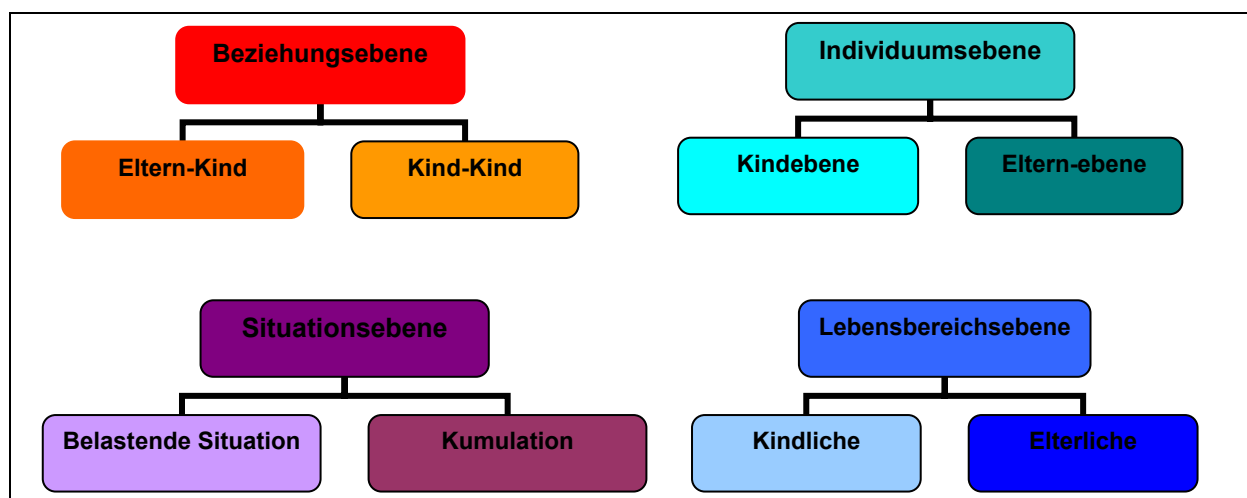 Beziehungsebene
Individuumsebene
Eltern-Kind
Kind-Kind
Kindebene
Eltern-ebene
Situationsebene
Lebensbereichsebene
Belastende Situation
Kumulation
Kindliche
Elterliche